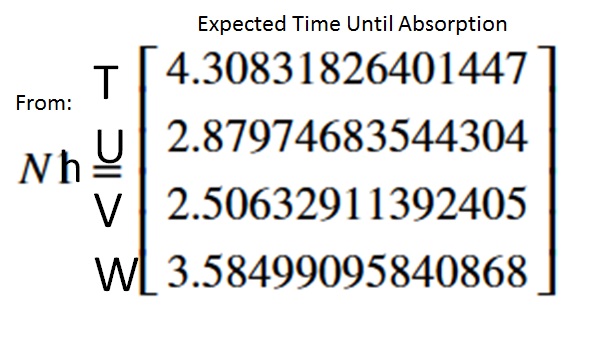 Expected Time Until Absorption
From:
T 4.30831826401447
Nh = U 2.87974683544304
V 2.50632911392405
W 3.58499095840868